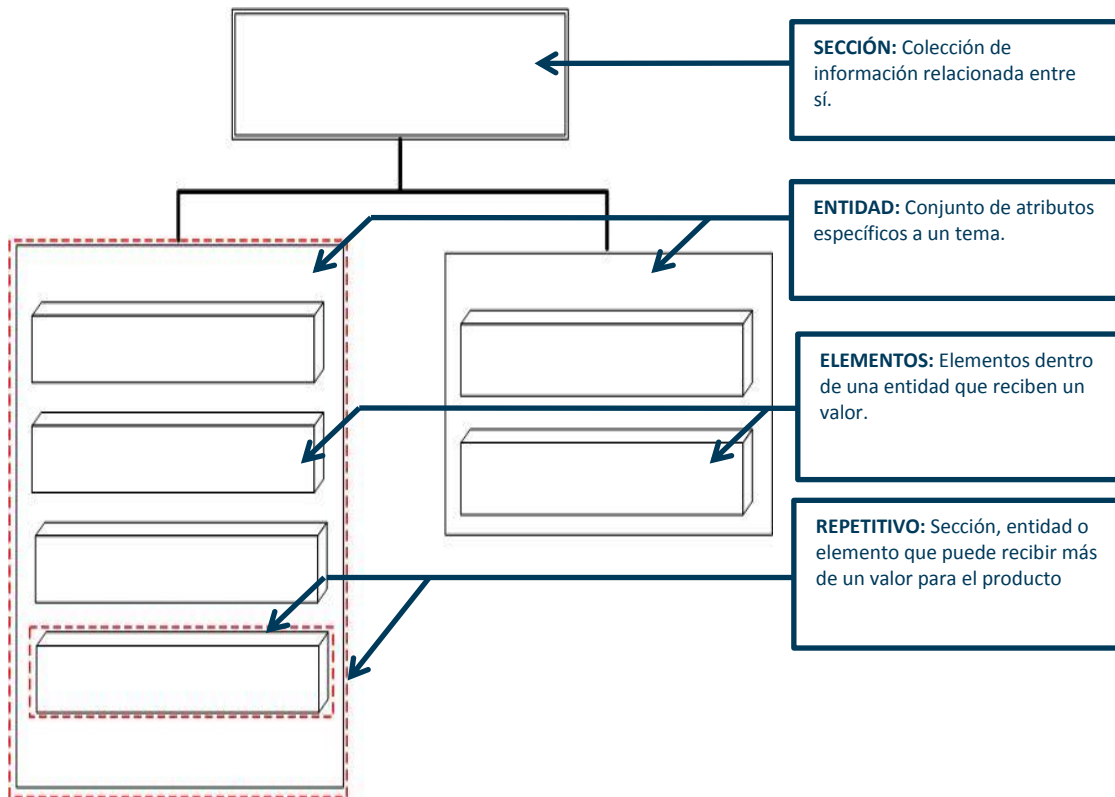 SECCIÓN: Colección de
información relacionada entre
sí.
ENTIDAD: Conjunto de atributos
específicos a un tema.
ELEMENTOS: Elementos dentro
de una entidad que reciben un
valor.
REPETITIVO: Sección, entidad o
elemento que puede recibir más
de un valor para el producto